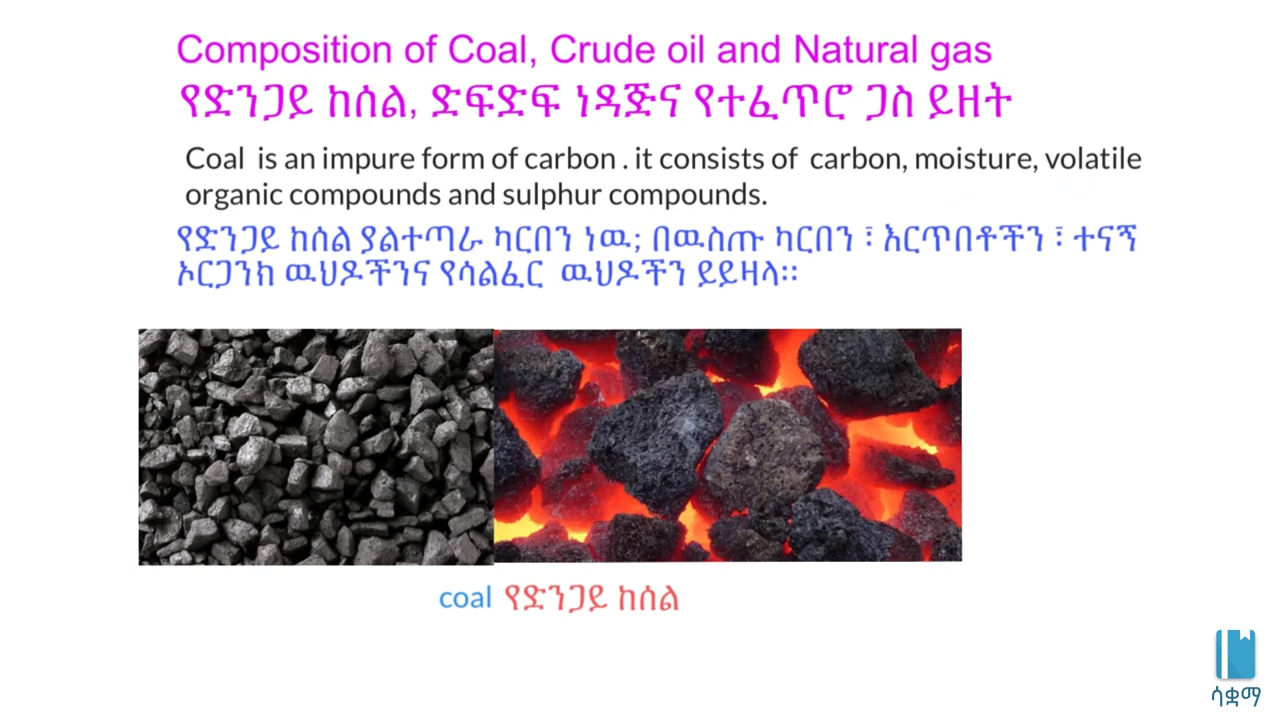 Composition of Coal, Crude oil and Natural gas
የድንጋይ ከሰል, ድፍድፍ ነዳጅና የተፈጥሮ ጋስ ይዘት
Coal is an impure form of carbon . it consists of carbon, moisture, volatile
organic compounds and sulphur compounds.
የድንጋይ ከሰል ያልተጣራ ካርበን ነዉ; በዉስጡ ካርበን ፣ እርጥበቶችን ፣ ተናኝ
ኦርጋንክ ዉህዶችንና የሳልፈር ዉህዶችን ይይዛላ።
coal የድንጋይ ከሰል
ሳቋማ